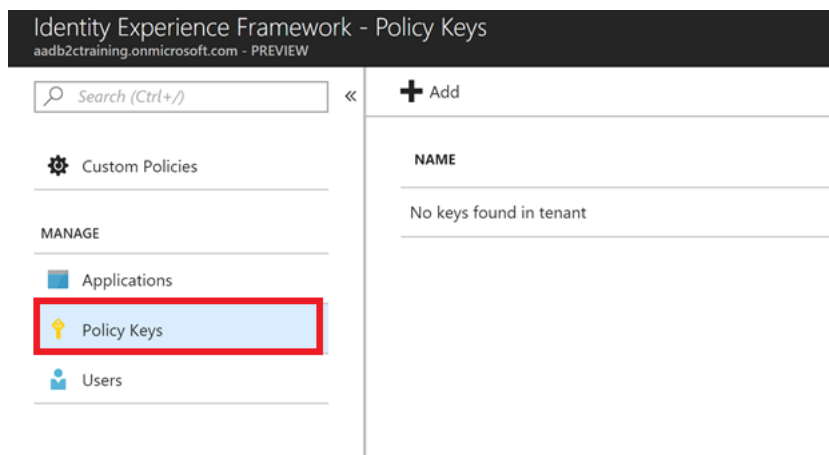 Identity Experience Framework - Policy Keys
aadb2ctraining.onmicrosoft.com - PREVIEW
Search (Ctrl+/)
«
Add
Custom Policies
NAME
No keys found in tenant
MANAGE
Applications
Policy Keys
Users